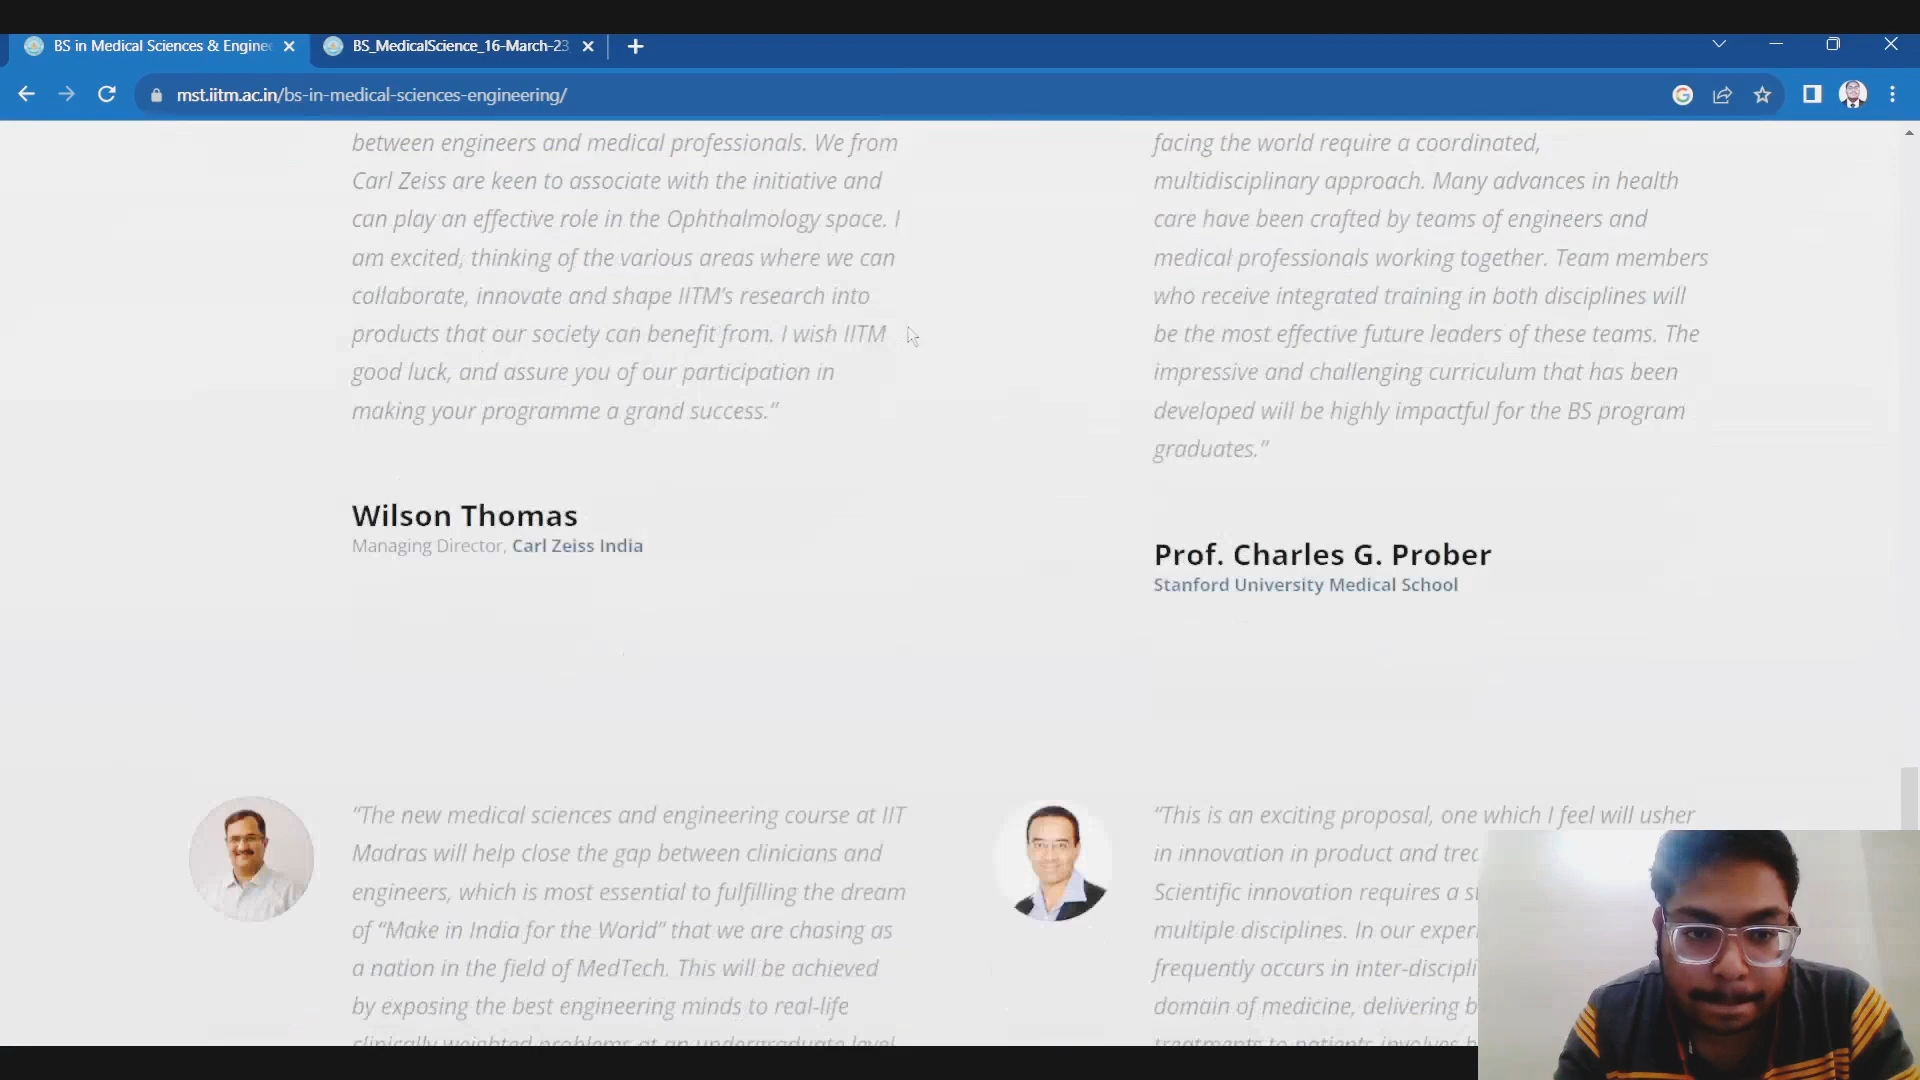 BS in Medical Sciences & Enginee
BS_MedicalScience_16-March-23
mst.iitm.ac.in/bs-in-medical-sciences-engineering/
between engineers and medical professionals. We from
Carl Zeiss are keen to associate with the initiative and
can play an effective role in the Ophthalmology space. I
am excited, thinking of the various areas where we can
collaborate, innovate and shape IITM’s research into
products that our society can benefit from. I wish IITM
good luck, and assure you of our participation in
making your programme a grand success.”
Wilson Thomas
Managing Director, Carl Zeiss India
facing the world require a coordinated,
multidisciplinary approach. Many advances in health
care have been crafted by teams of engineers and
medical professionals working together. Team members
who receive integrated training in both disciplines will
be the most effective future leaders of these teams. The
impressive and challenging curriculum that has been
developed will be highly impactful for the BS program
graduates.”
Prof. Charles G. Prober
Stanford University Medical School
“The new medical sciences and engineering course at IIT
Madras will help close the gap between clinicians and
engineers, which is most essential to fulfilling the dream
of “Make in India for the World” that we are chasing as
a nation in the field of MedTech. This will be achieved
by exposing the best engineering minds to real-life
clinically weighted problems at an undergraduate level
“This is an exciting proposal, one which I feel will usher
in innovation in product and
Scientific innovation requires a
multiple disciplines. In our
frequently occurs in
domain of medicine, delivering
treatments to patients involves